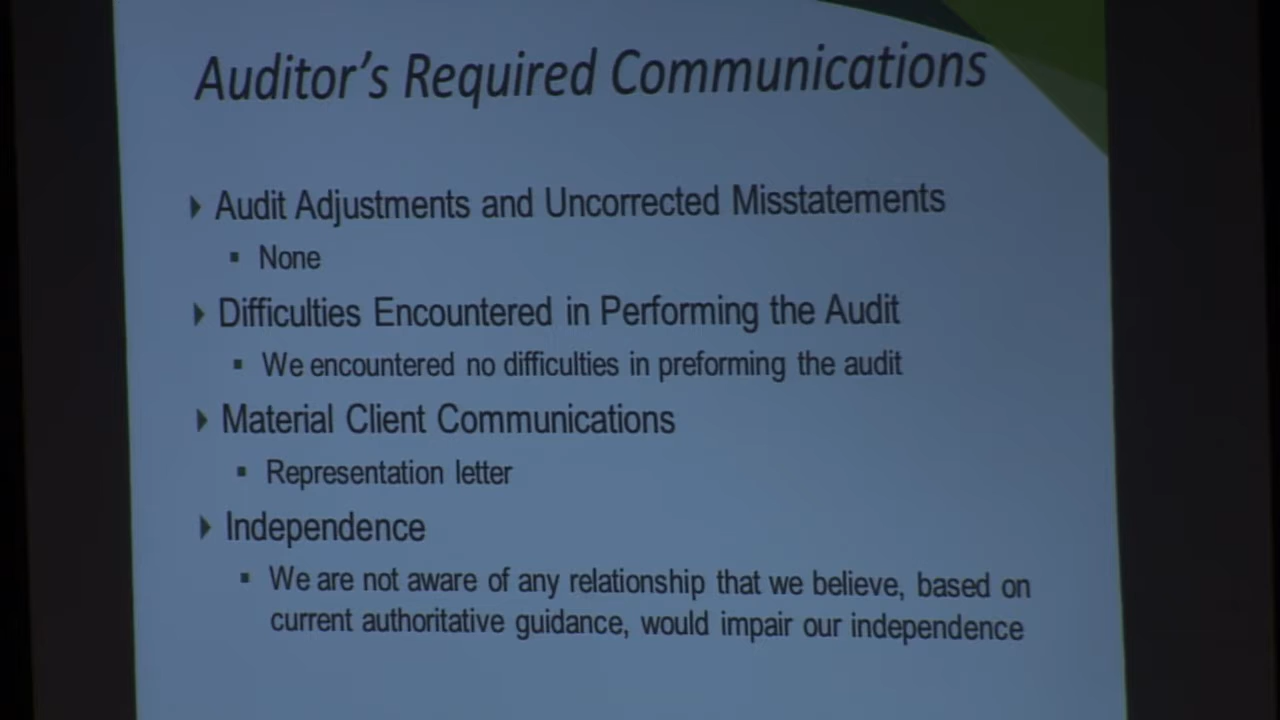 Auditor's Required Communications
Audit Adjustments and Uncorrected Misstatements
None
Difficulties Encountered in Performing the Audit
We encountered no difficulties in preforming the audit
Material Client Communications
Representation letter
Independence
We are not aware of any relationship that we believe, based on
current authoritative guidance, would impair our independence